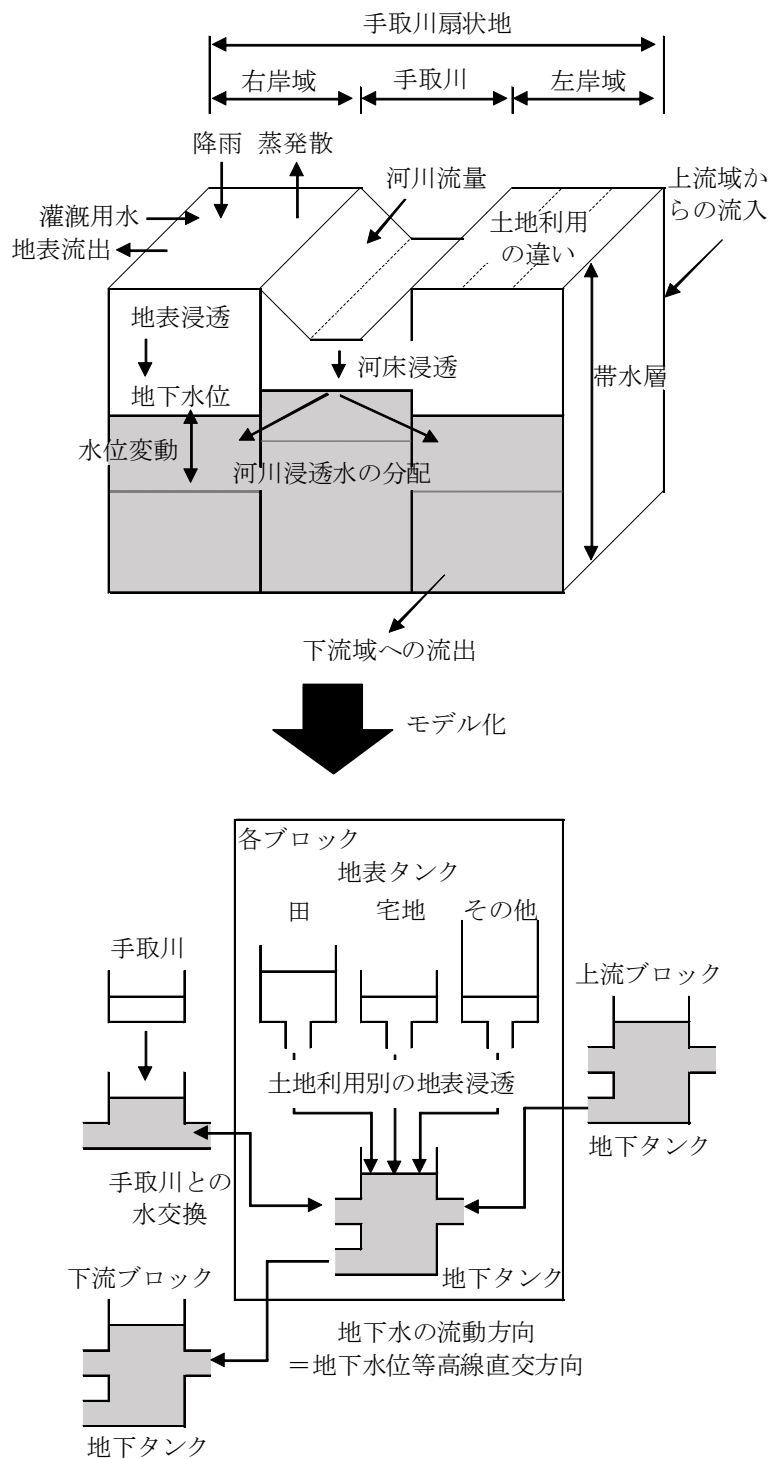 手取川扇状地
右岸域
手取川
左岸域
降雨
蒸発散
河川流量
上流域か
らの流入
灌漑用水
地表流出
土地利用
の違い
地表浸透
河床浸透
帯水層
地下水位
水位変動
河川浸透水の分配
下流域への流出
モデル化
各ブロック
地表タンク
田
宅地
その他
手取川
上流ブロック
土地利用別の地表浸透
地下タンク
手取川との
水交換
地下タンク
下流ブロック
地下水の流動方向
＝地下水位等高線直交方向
地下タンク